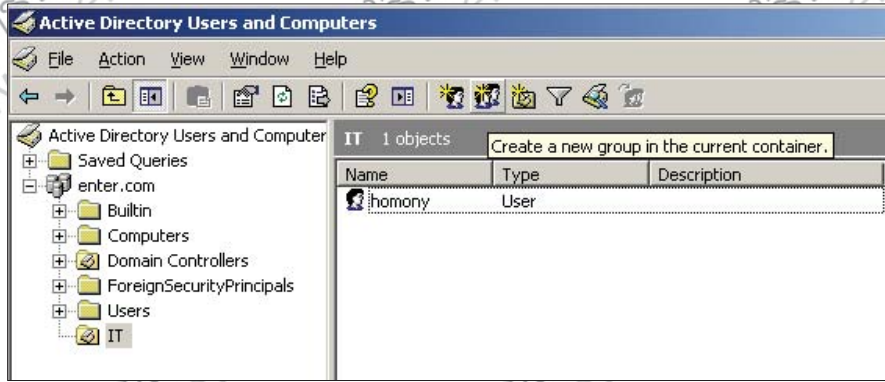 Active Directory Users and Computers
File Action View Window Help
Active Directory Users and Computer
Saved Queries
enter.com
Builtin
Computers
Domain Controllers
ForeignSecurityPrincipals
Users
IT
IT 1 objects
Create a new group in the current container.
Name Type Description
homony User